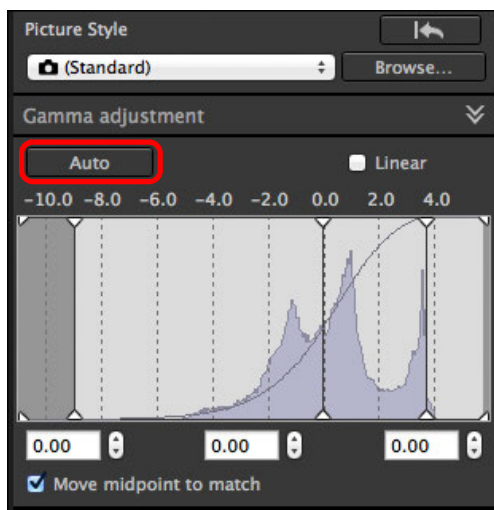 Picture Style
(Standard)
Browse...
Gamma adjustment
Auto
Linear
-10.0 -8.0 -6.0 -4.0 -2.0 0.0 2.0 4.0
0.00 0.00 0.00
Move midpoint to match